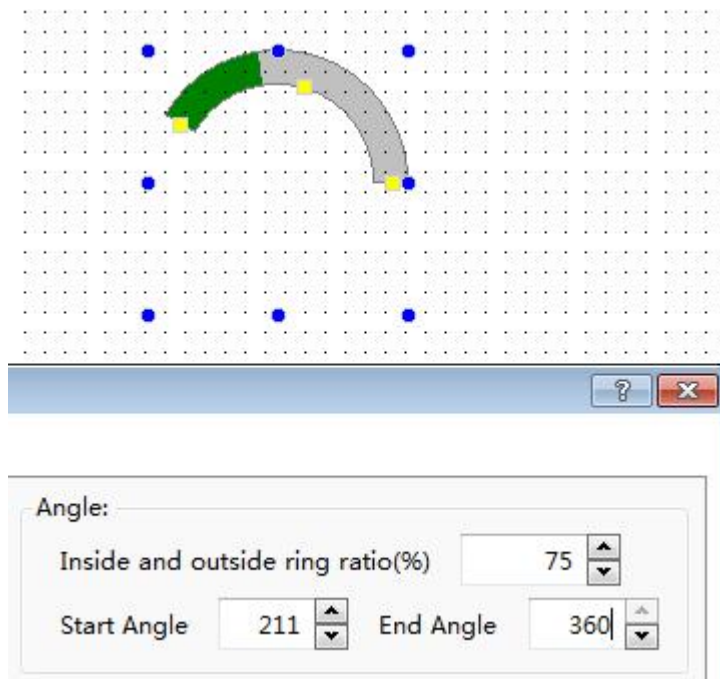 ?
Angle:
Inside and outside ring ratio(%) 75
Start Angle 211 End Angle 360